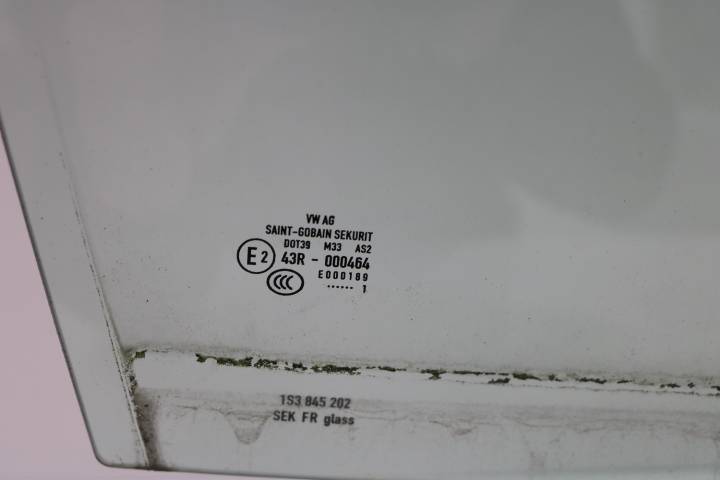 VW AG
SAINT-GOBAIN SEKURIT
DOT39 M33 AS2
E2 43R - 000464
E000189
CCC ...... 1
1S3 845 202
SEK FR glass